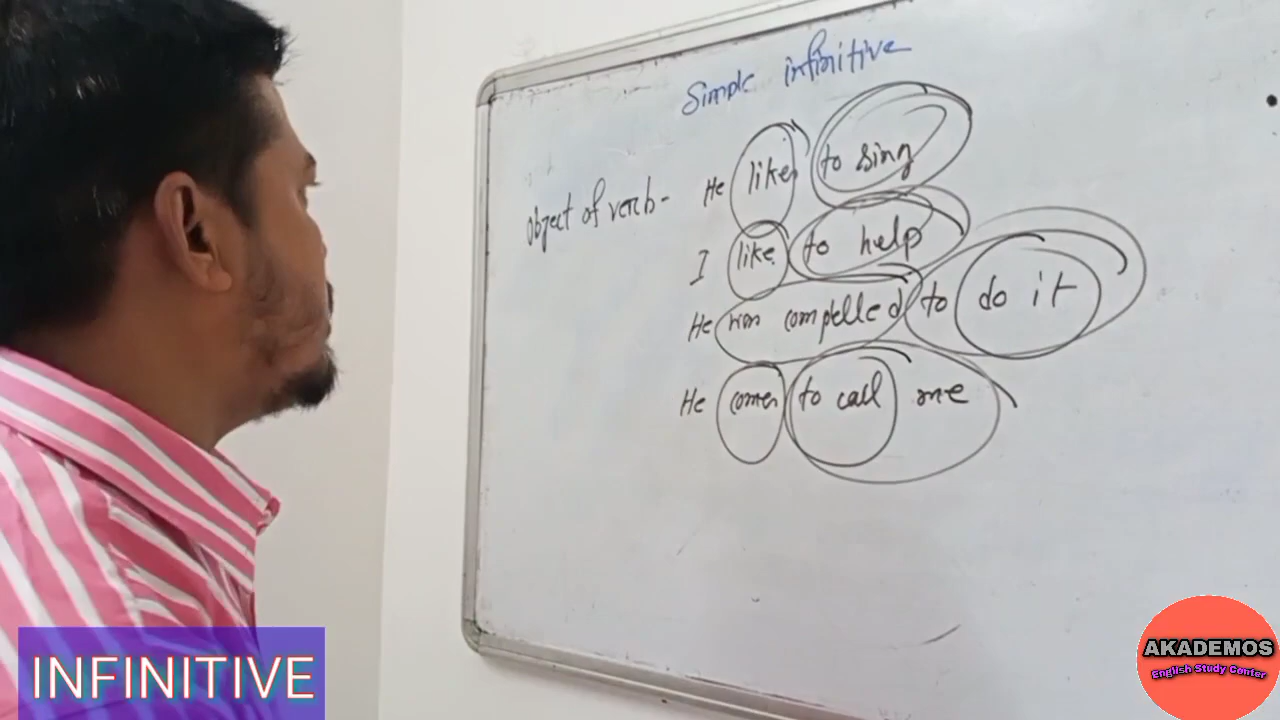 Simple infinitive
object of verb - He likes to sing
I like to help
He was compelled to do it
He comes to call me
INFINITIVE
AKADEMOS
English Study Center